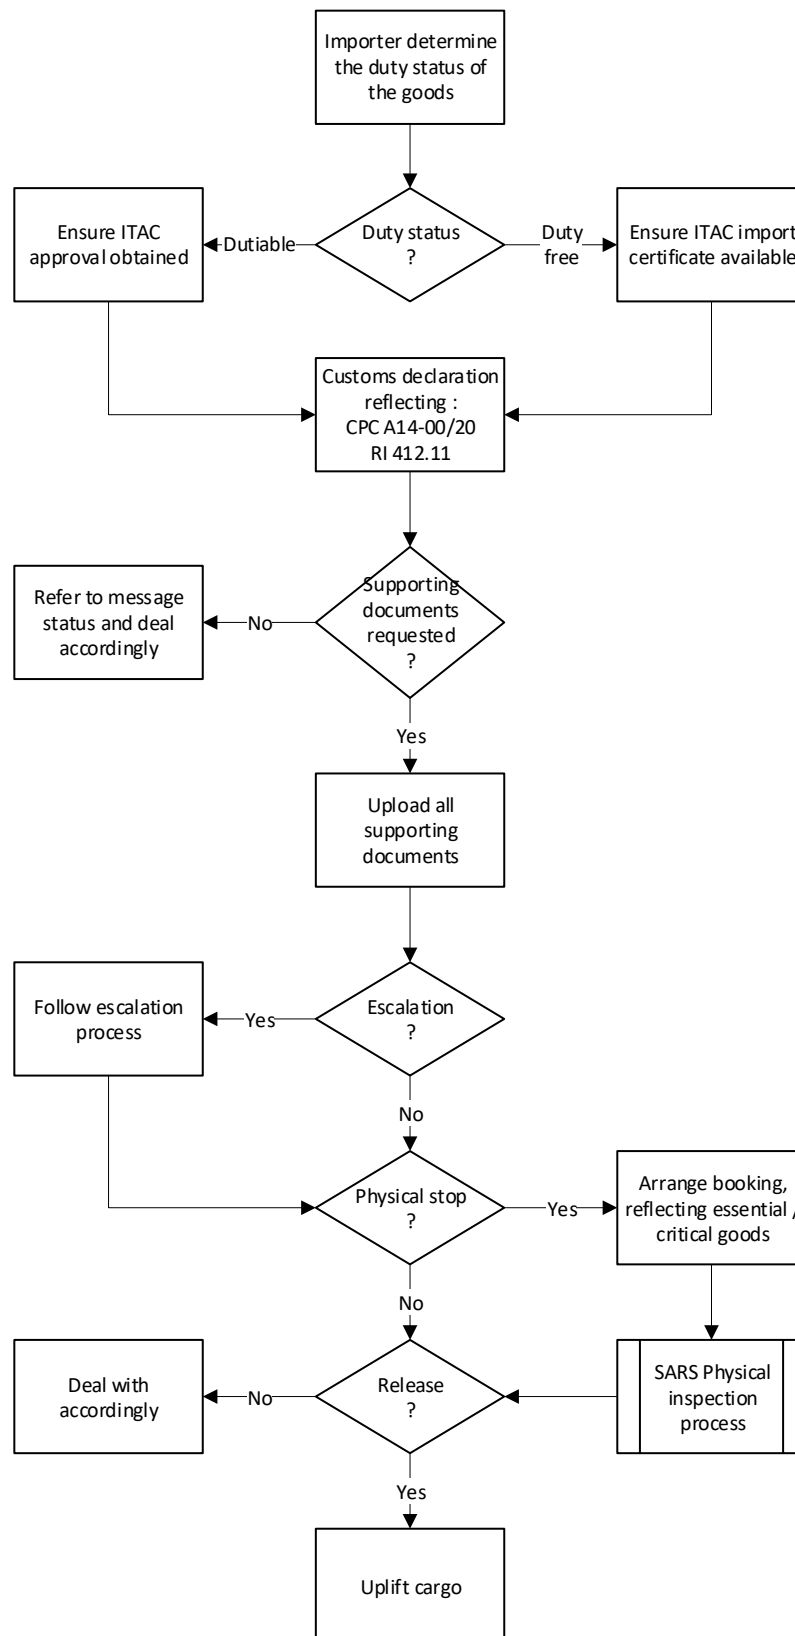 Importer determine
the duty status of
the goods
Ensure ITAC
approval obtained
Dutiable
Duty status
?
Duty
free
Ensure ITAC import
certificate available
Customs declaration
reflecting :
CPC A14-00/20
RI 412.11
Refer to message
status and deal
accordingly
No
Supporting
documents
requested
?
Yes
Upload all
supporting
documents
Follow escalation
process
Yes
Escalation
?
No
Physical stop
?
Yes
Arrange booking,
reflecting essential /
critical goods
No
Deal with
accordingly
No
Release
?
SARS Physical
inspection
process
Yes
Uplift cargo